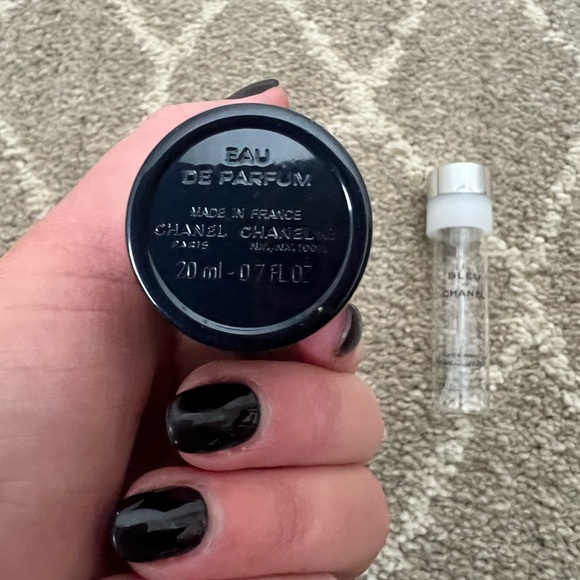 EAU
DE PARFUM
MADE IN FRANCE
CHANEL CHANEL
PARIS
20 ml - 0.7 FL OZ
BLEU
CHANEL